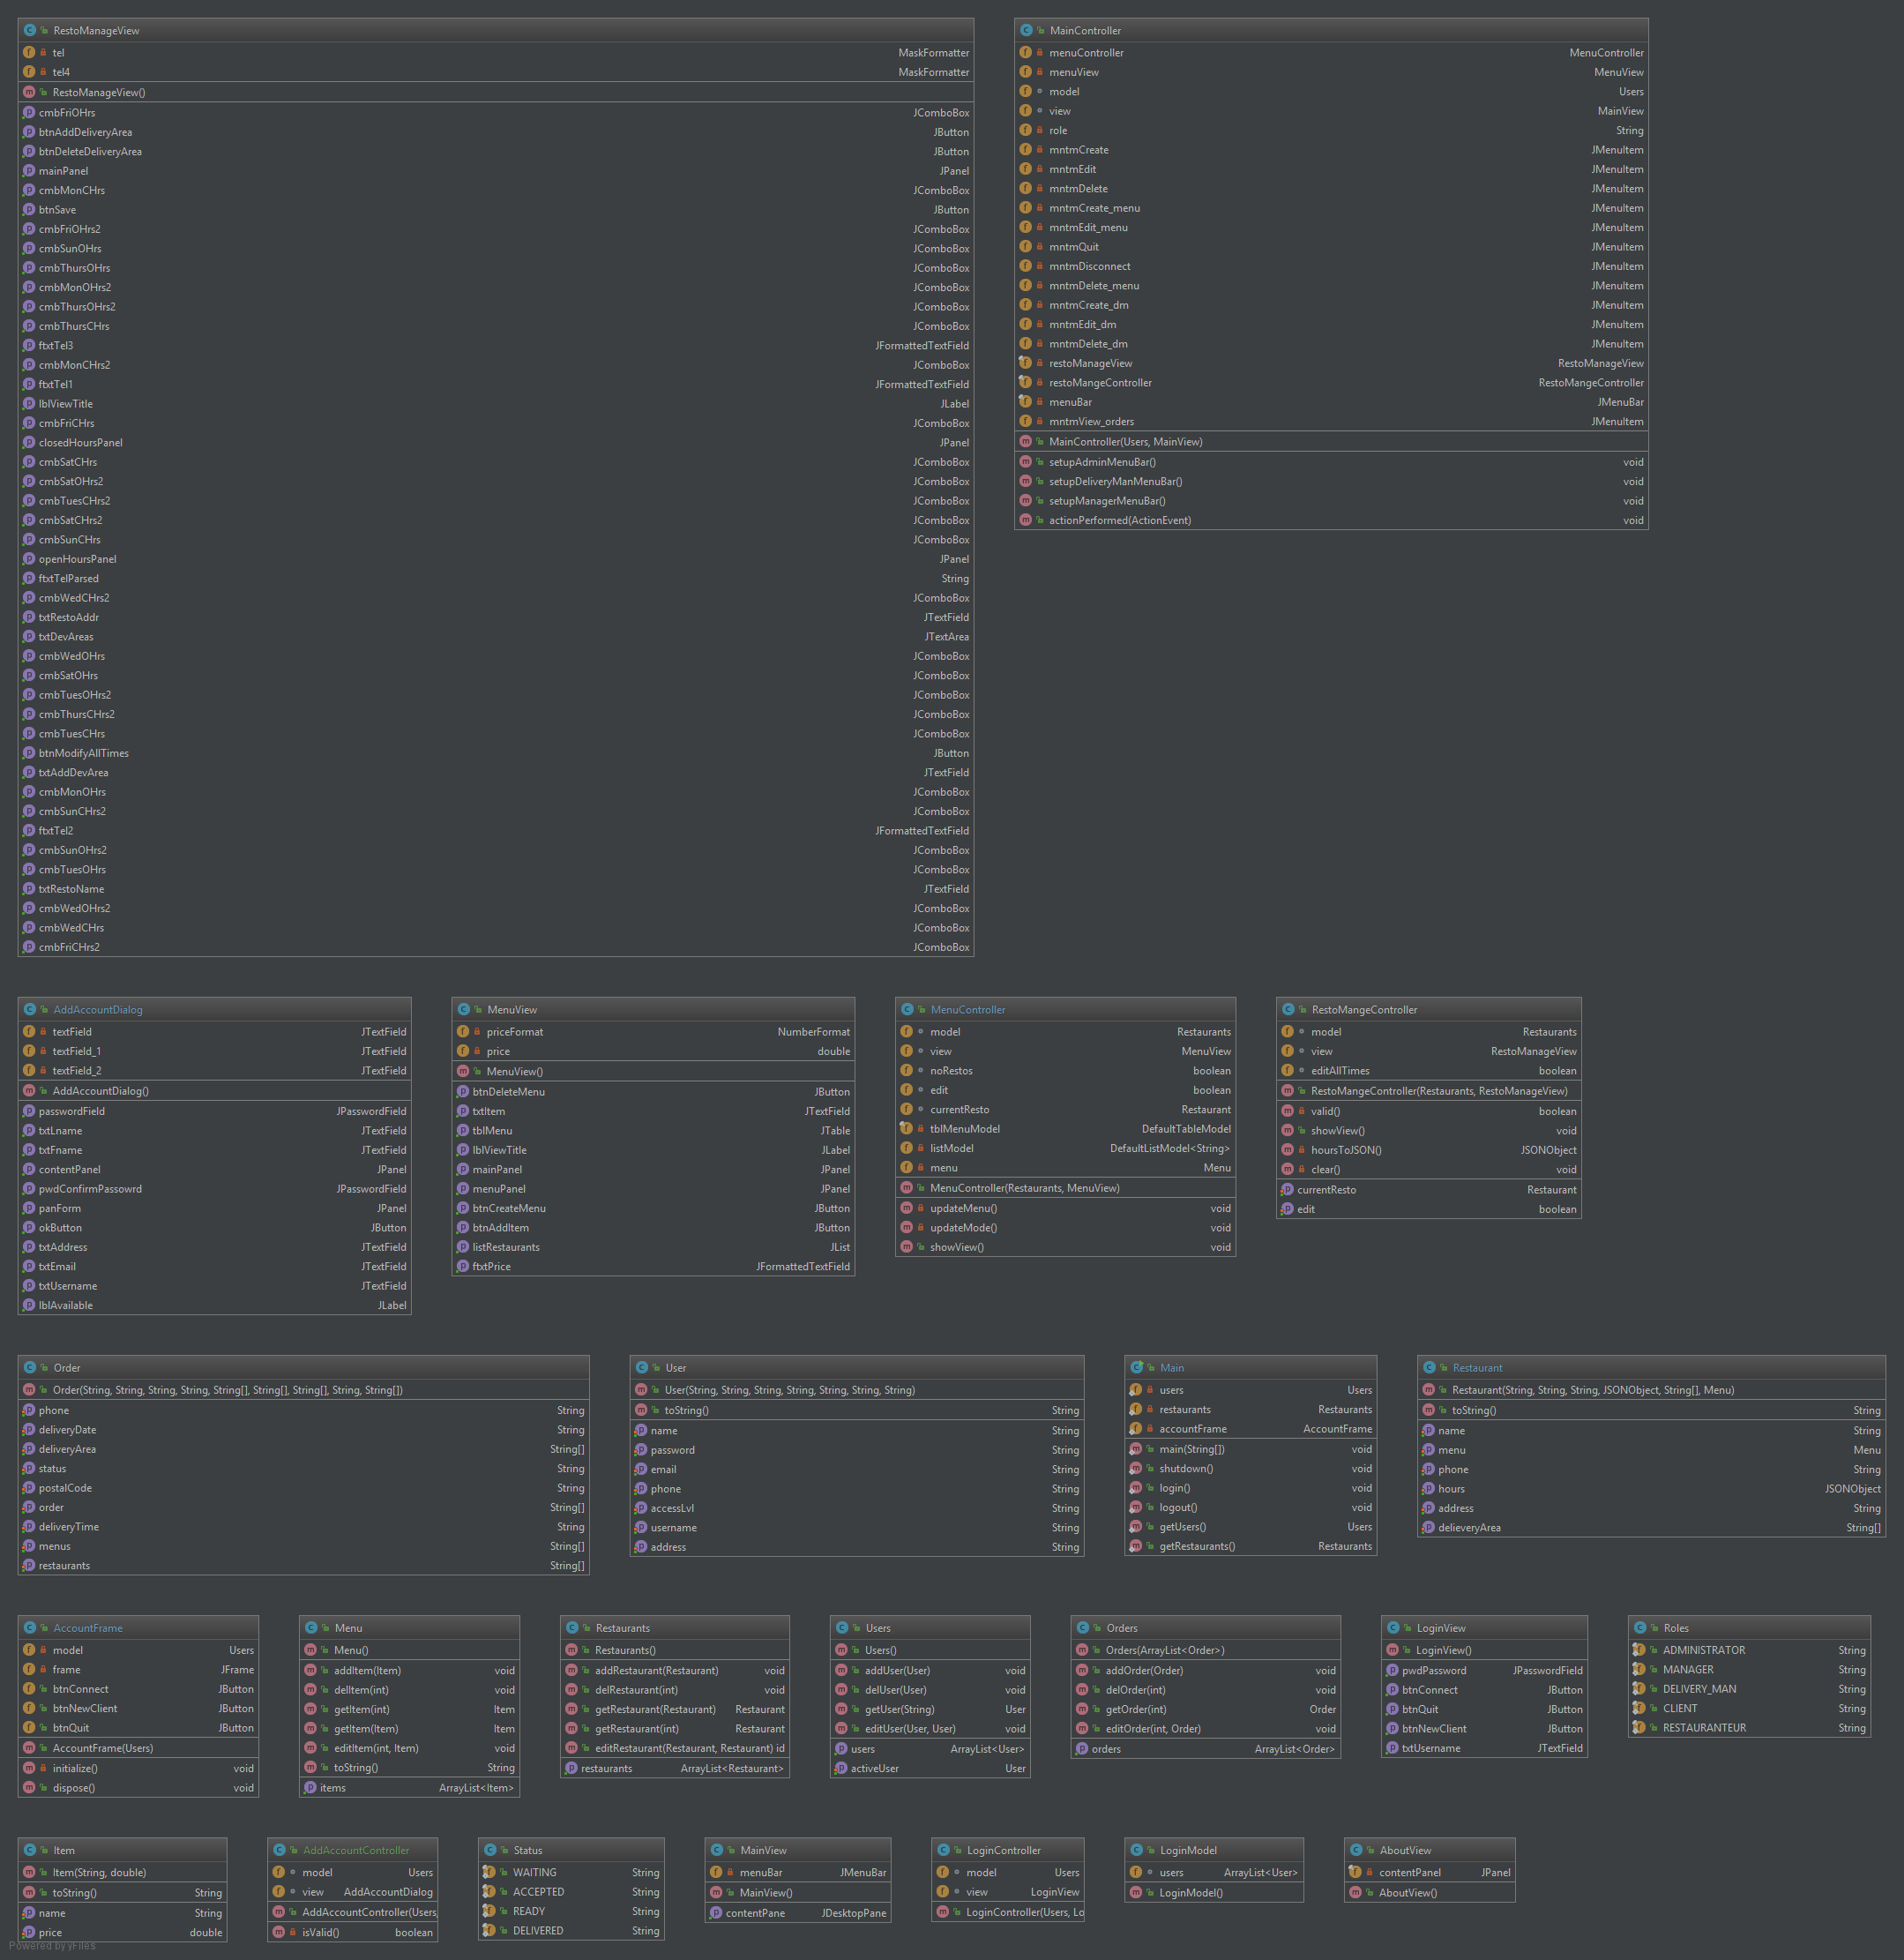 RestoManageView
tel MaskFormatter
tel4 MaskFormatter
RestoManageView()
cmbFriOHrs JComboBox
btnAddDeliveryArea JButton
btnDeleteDeliveryArea JButton
mainPanel JPanel
cmbMonCHrs JComboBox
btnSave JButton
cmbFriOHrs2 JComboBox
cmbSunOHrs JComboBox
cmbThursOHrs JComboBox
cmbMonOHrs2 JComboBox
cmbThursOHrs2 JComboBox
cmbThursCHrs JComboBox
ftxtTel3 JFormattedTextField
cmbMonCHrs2 JComboBox
ftxtTel1 JFormattedTextField
lblViewTitle JLabel
cmbFriCHrs JComboBox
closedHoursPanel JPanel
cmbSatCHrs JComboBox
cmbSatOHrs2 JComboBox
cmbTuesCHrs2 JComboBox
cmbSatCHrs2 JComboBox
cmbSunCHrs JComboBox
openHoursPanel JPanel
ftxtTelParsed String
cmbWedCHrs2 JComboBox
txtRestoAddr JTextField
txtDevAreas JTextArea
cmbWedOHrs JComboBox
cmbSatOHrs JComboBox
cmbTuesOHrs2 JComboBox
cmbThursCHrs2 JComboBox
cmbTuesCHrs JComboBox
btnModifyAllTimes JButton
txtAddDevArea JTextField
cmbMonOHrs JComboBox
cmbSunCHrs2 JComboBox
ftxtTel2 JFormattedTextField
cmbSunOHrs2 JComboBox
cmbTuesOHrs JComboBox
txtRestoName JTextField
cmbWedOHrs2 JComboBox
cmbWedCHrs JComboBox
cmbFriCHrs2 JComboBox
MainController
menuController MenuController
menuView MenuView
model Users
view MainView
role String
mntmCreate JMenuItem
mntmEdit JMenuItem
mntmDelete JMenuItem
mntmCreate_menu JMenuItem
mntmEdit_menu JMenuItem
mntmQuit JMenuItem
mntmDisconnect JMenuItem
mntmDelete_menu JMenuItem
mntmCreate_dm JMenuItem
mntmEdit_dm JMenuItem
mntmDelete_dm JMenuItem
restoManageView RestoManageView
restoMangeController RestoMangeController
menuBar JMenuBar
mntmView_orders JMenuItem
MainController(Users, MainView)
setupAdminMenuBar() void
setupDeliveryManMenuBar() void
setupManagerMenuBar() void
actionPerformed(ActionEvent) void
AddAccountDialog
textField JTextField
textField_1 JTextField
textField_2 JTextField
AddAccountDialog()
passwordField JPasswordField
txtLname JTextField
txtFname JTextField
contentPanel JPanel
pwdConfirmPassowrd JPasswordField
panForm JPanel
okButton JButton
txtAddress JTextField
txtEmail JTextField
txtUsername JTextField
lblAvailable JLabel
MenuView
priceFormat NumberFormat
price double
MenuView()
btnDeleteMenu JButton
txtItem JTextField
tblMenu JTable
lblViewTitle JLabel
mainPanel JPanel
menuPanel JPanel
btnCreateMenu JButton
btnAddItem JButton
listRestaurants JList
ftxtPrice JFormattedTextField
MenuController
model Restaurants
view MenuView
noRestos boolean
edit boolean
currentResto Restaurant
tblMenuModel DefaultTableModel
listModel DefaultListModel<String>
menu Menu
MenuController(Restaurants, MenuView)
updateMenu() void
updateMode() void
showView() void
RestoMangeController
model Restaurants
view RestoManageView
editAllTimes boolean
RestoMangeController(Restaurants, RestoManageView)
valid() boolean
showView() void
hoursToJSON() JSONObject
clear() void
currentResto Restaurant
edit boolean
Order
Order(String, String, String, String, String[], String[], String[], String, String[])
phone String
deliveryDate String
deliveryArea String[]
status String
postalCode String
order String[]
deliveryTime String
menus String[]
restaurants String[]
User
User(String, String, String, String, String, String, String)
toString() String
name String
password String
email String
phone String
accessLvl String
username String
address String
Main
users Users
restaurants Restaurants
accountFrame AccountFrame
main(String[]) void
shutdown() void
login() void
logout() void
getUsers() Users
getRestaurants() Restaurants
Restaurant
Restaurant(String, String, String, JSONObject, String[], Menu)
toString() String
name String
menu Menu
phone String
hours JSONObject
address String
delieveryArea String[]
AccountFrame
model Users
frame JFrame
btnConnect JButton
btnNewClient JButton
btnQuit JButton
AccountFrame(Users)
initialize() void
dispose() void
Menu
Menu()
addItem(Item) void
delItem(int) void
getItem(int) Item
getItem(Item) Item
editItem(int, Item) void
toString() String
items ArrayList<Item>
Restaurants
Restaurants()
addRestaurant(Restaurant) void
delRestaurant(int) void
getRestaurant(Restaurant) Restaurant
getRestaurant(int) Restaurant
editRestaurant(Restaurant, Restaurant) id
restaurants ArrayList<Restaurant>
Users
Users()
addUser(User) void
delUser(User) void
getUser(String) User
editUser(User, User) void
users ArrayList<User>
activeUser User
Orders
Orders(ArrayList<Order>)
addOrder(Order) void
delOrder(int) void
getOrder(int) Order
editOrder(int, Order) void
orders ArrayList<Order>
LoginView
LoginView()
pwdPassword JPasswordField
btnConnect JButton
btnQuit JButton
btnNewClient JButton
txtUsername JTextField
Roles
ADMINISTRATOR String
MANAGER String
DELIVERY_MAN String
CLIENT String
RESTAURANTEUR String
Item
Item(String, double)
toString() String
name String
price double
AddAccountController
model Users
view AddAccountDialog
AddAccountController(Users,
isValid() boolean
Status
WAITING String
ACCEPTED String
READY String
DELIVERED String
MainView
menuBar JMenuBar
MainView()
contentPane JDesktopPane
LoginController
model Users
view LoginView
LoginController(Users, Lo
LoginModel
users ArrayList<User>
LoginModel()
AboutView
contentPanel JPanel
AboutView()
Powered by yFiles